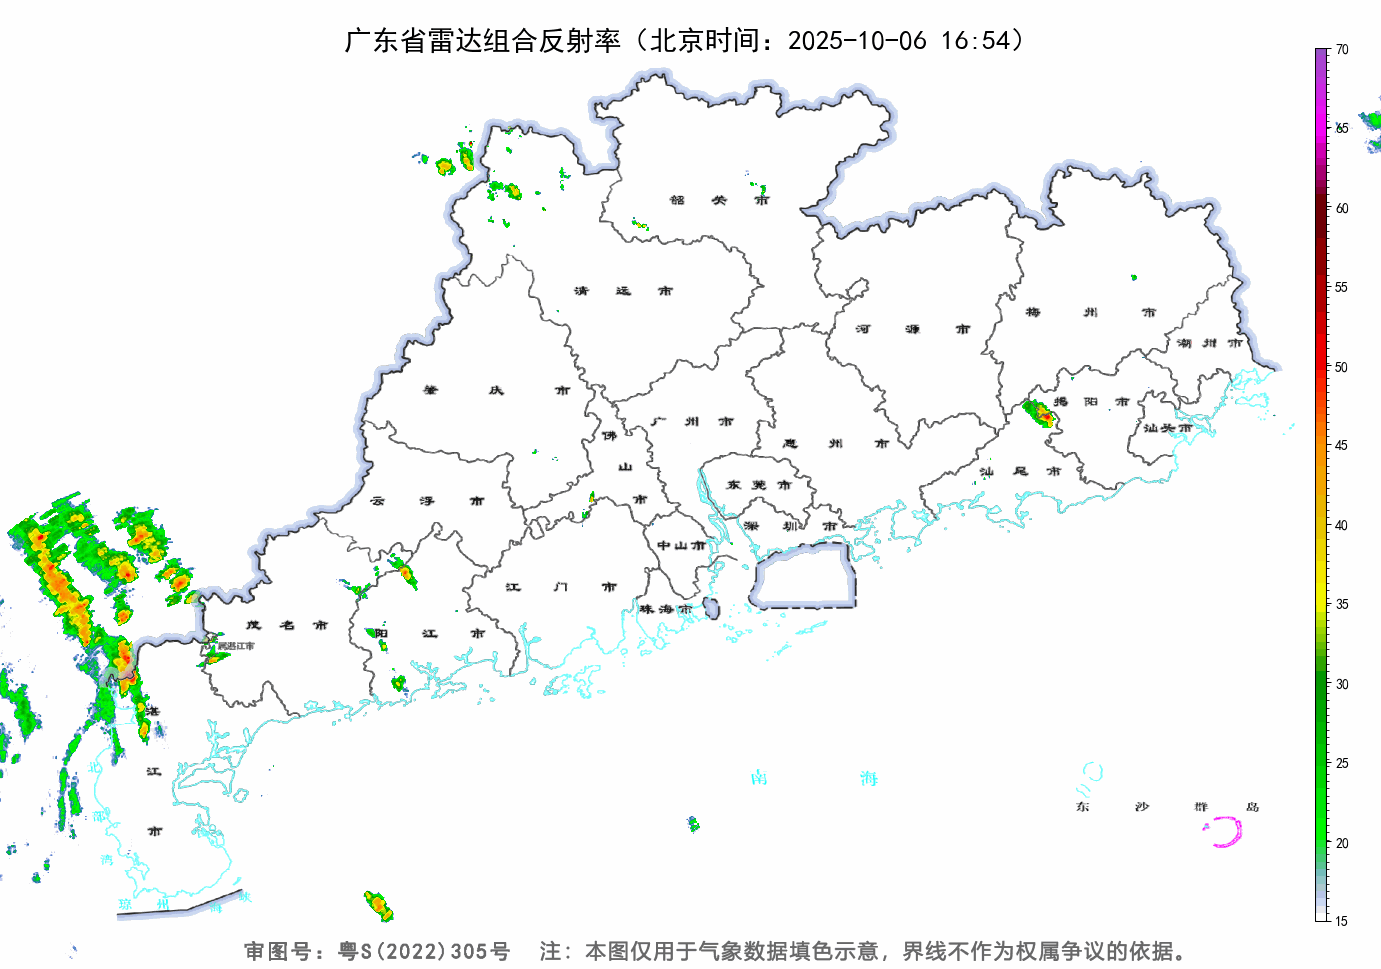 广东省雷达组合反射率（北京时间：2025-10-06 16:54）
70
65
60
55
50
45
40
35
30
25
20
15
韶关市
清远市
河源市
梅州市
潮州市
肇庆市
广州市
揭阳市
汕头市
佛山市
惠州市
汕尾市
云浮市
东莞市
深圳市
中山市
江门市
珠海市
茂名市
阳江市
属湛江市
湛江市
北部湾
南海
东沙群岛
琼州海峡
审图号：粤S(2022)305号 注：本图仅用于气象数据填色示意，界线不作为权属争议的依据。